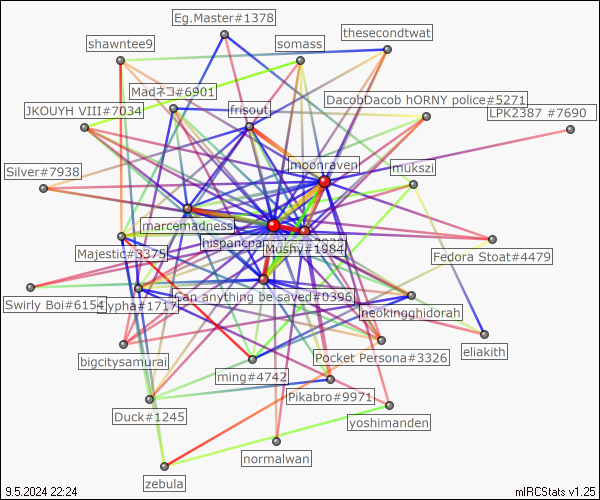 Eg.Master#1378
thesecondtwat
shawntee9
somass
Madネコ#6901
DacobDacob hORNY police#5271
JKOUYH VIII#7034
frisout
LPK2387 #7690
moonraven
Silver#7938
mukszi
marcemadness
Mushy#1984
Majestic#3375
Fedora Stoat#4479
Swirly Boi#6154
Can anything be saved#0396
neokingghidorah
bigcitysamurai
Pocket Persona#3326
eliakith
ming#4742
Pikabro#9971
Duck#1245
yoshimanden
normalwan
zebula
9.5.2024 22:24
mIRCStats v1.25